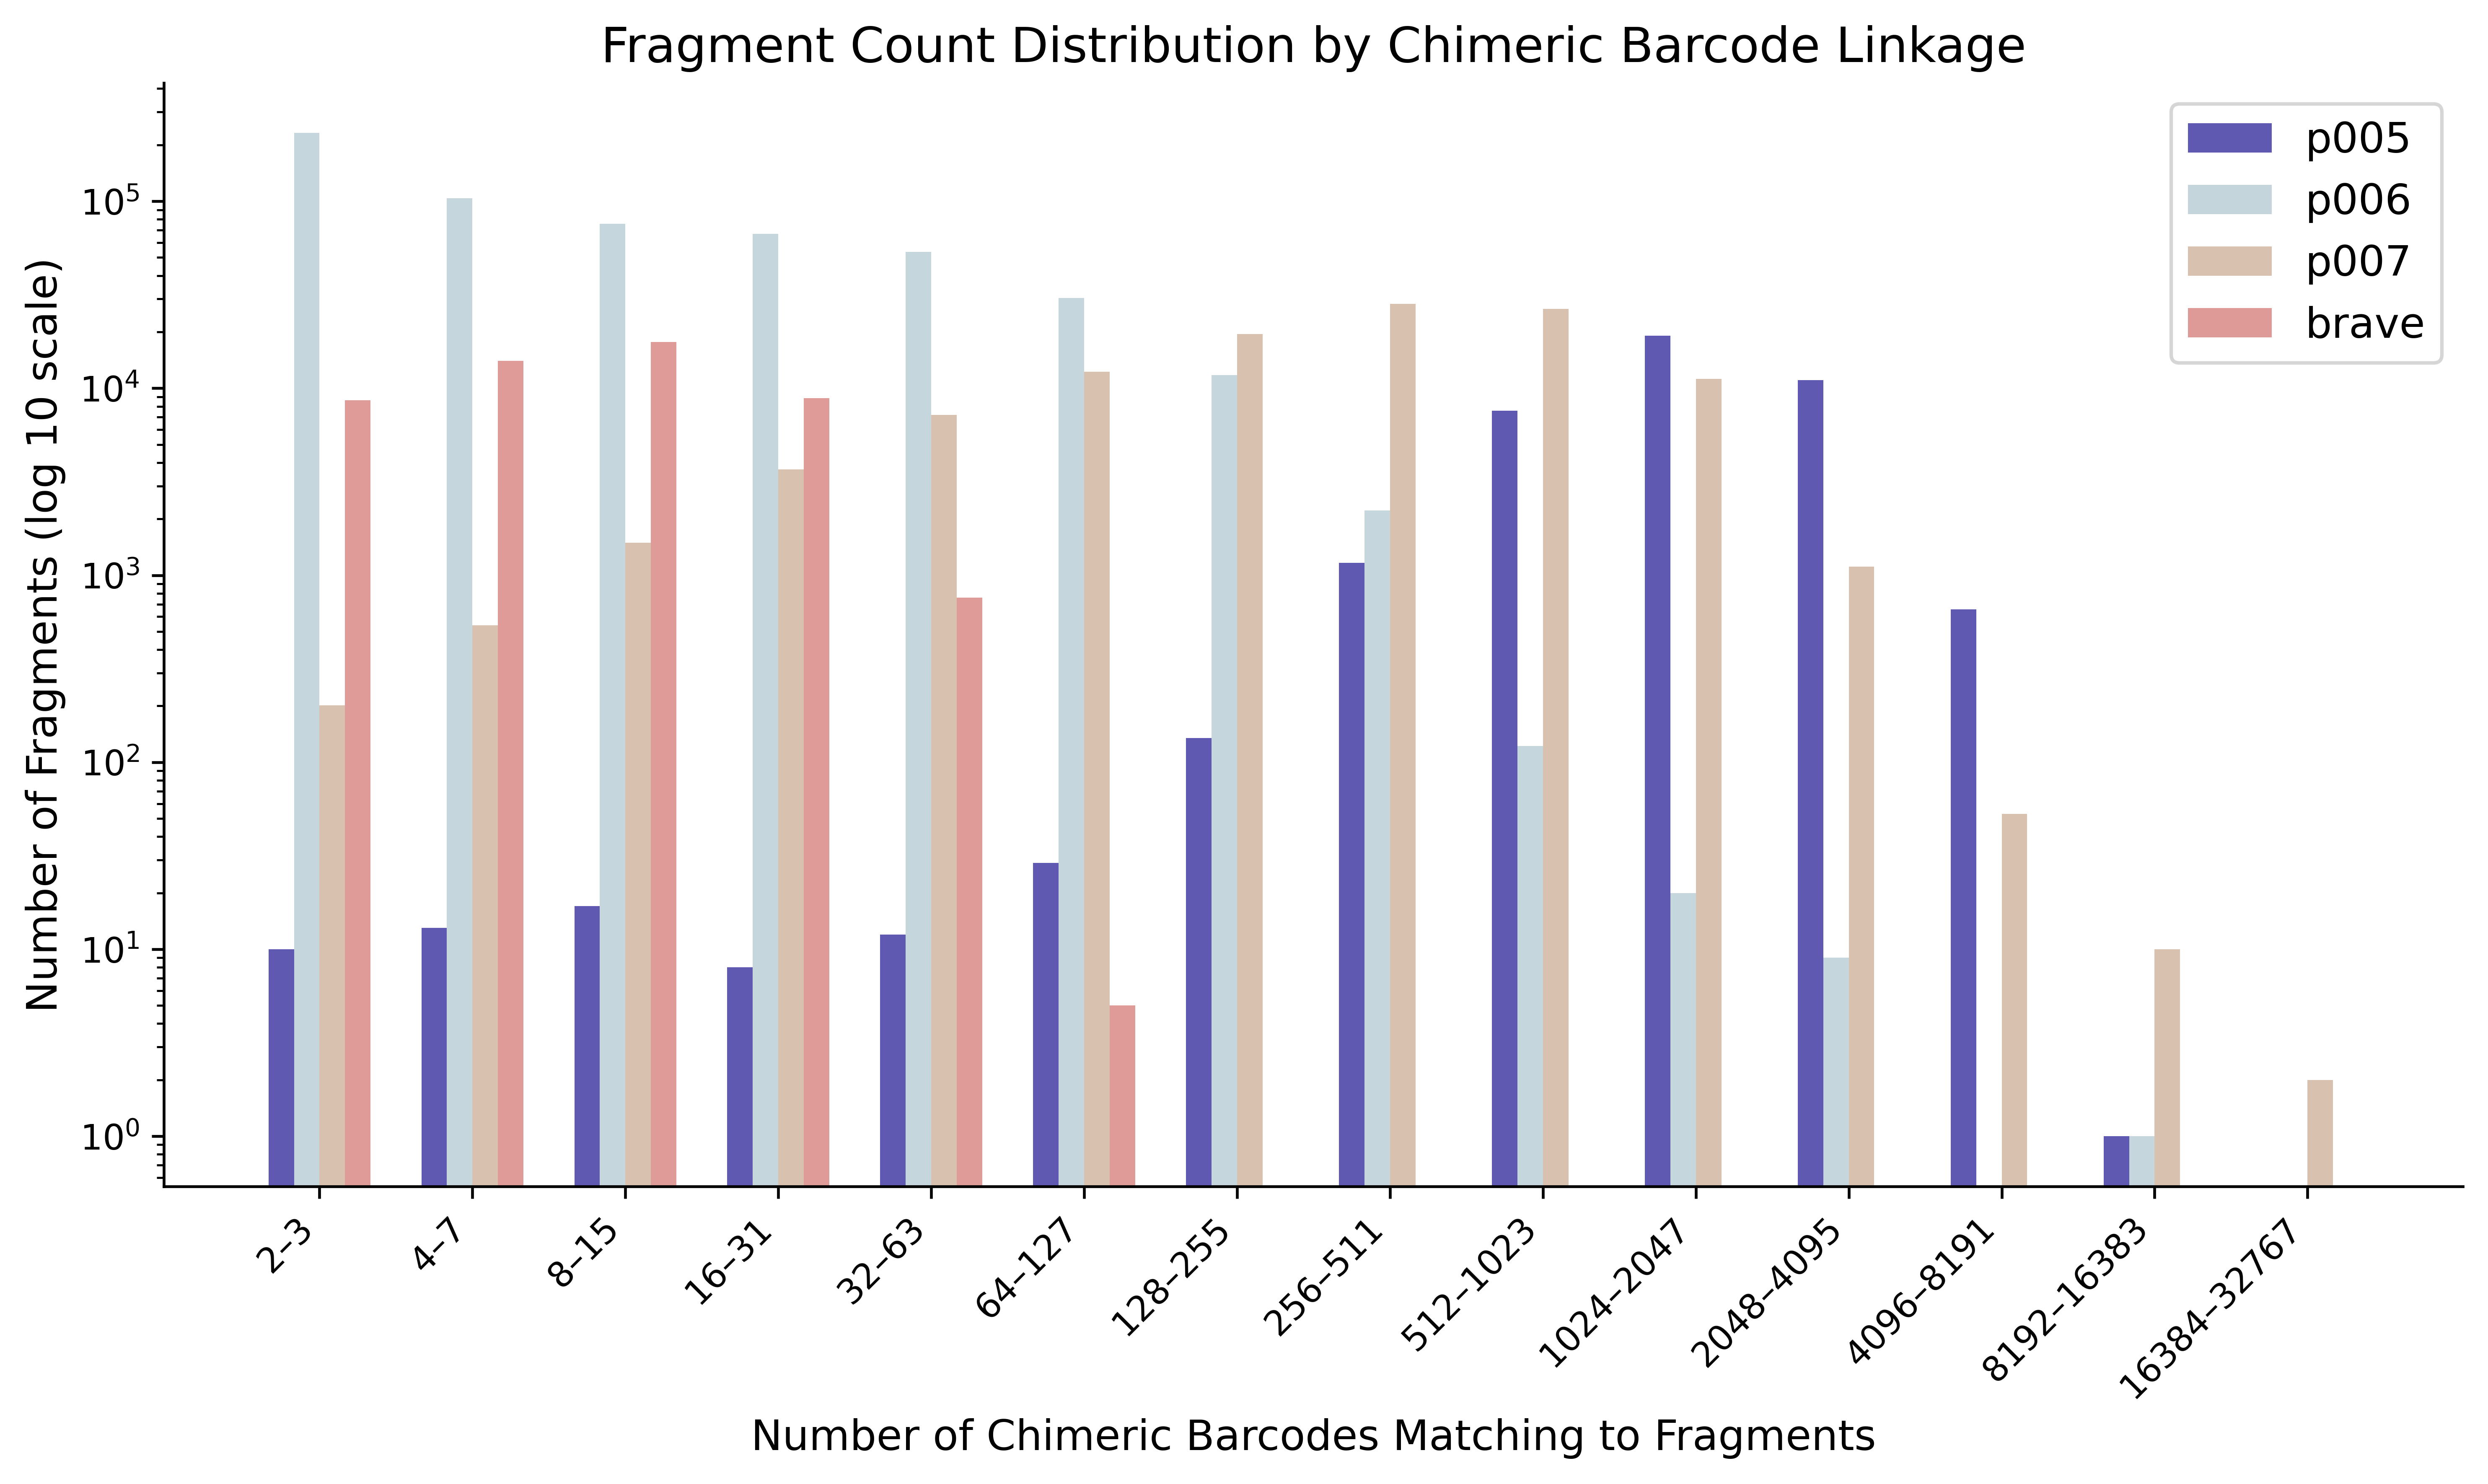 Fragment Count Distribution by Chimeric Barcode Linkage
Number of Fragments (log 10 scale)
10⁵
10⁴
10³
10²
10¹
10⁰
p005
p006
p007
brave
2–3
4–7
8–15
16–31
32–63
64–127
128–255
256–511
512–1023
1024–2047
2048–4095
4096–8191
8192–16383
16384–32767
Number of Chimeric Barcodes Matching to Fragments